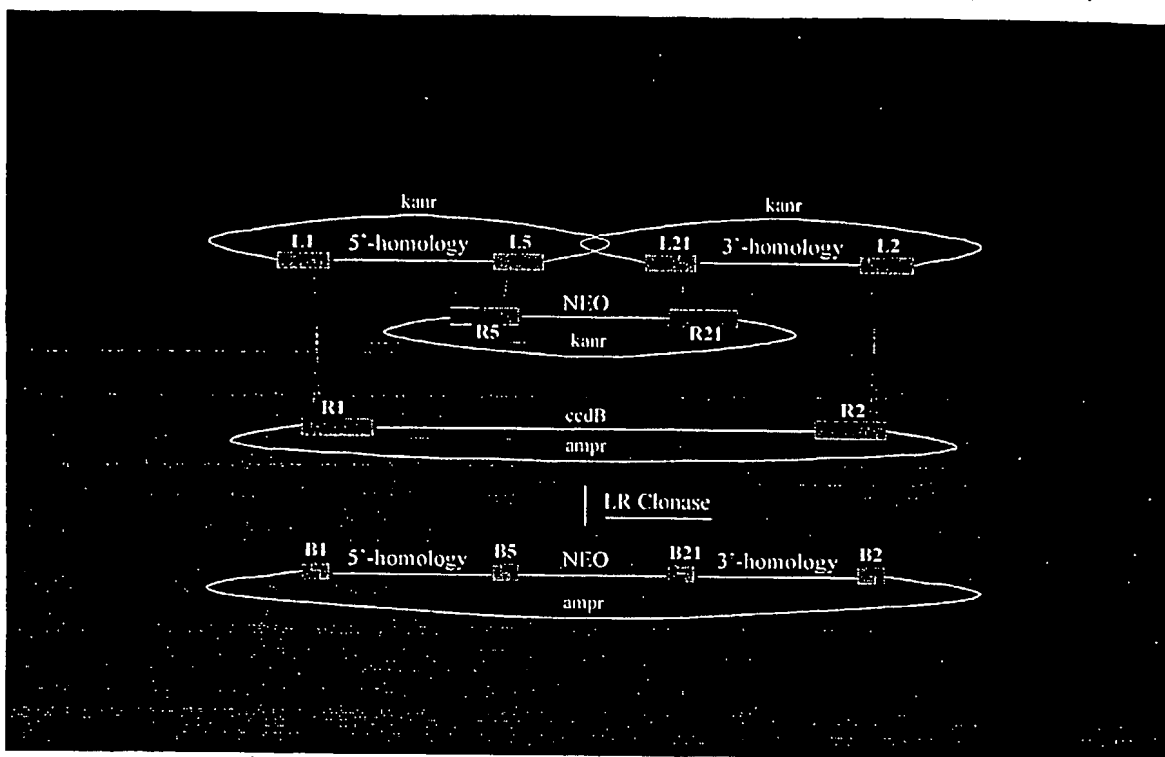 kanr kanr
L1 5'-homology L5 L21 3'-homology L2
NEO
R5 R21
kanr
R1 ccdB R2
ampr
LR Clonase
B1 5'-homology B5 NEO B21 3'-homology B2
ampr